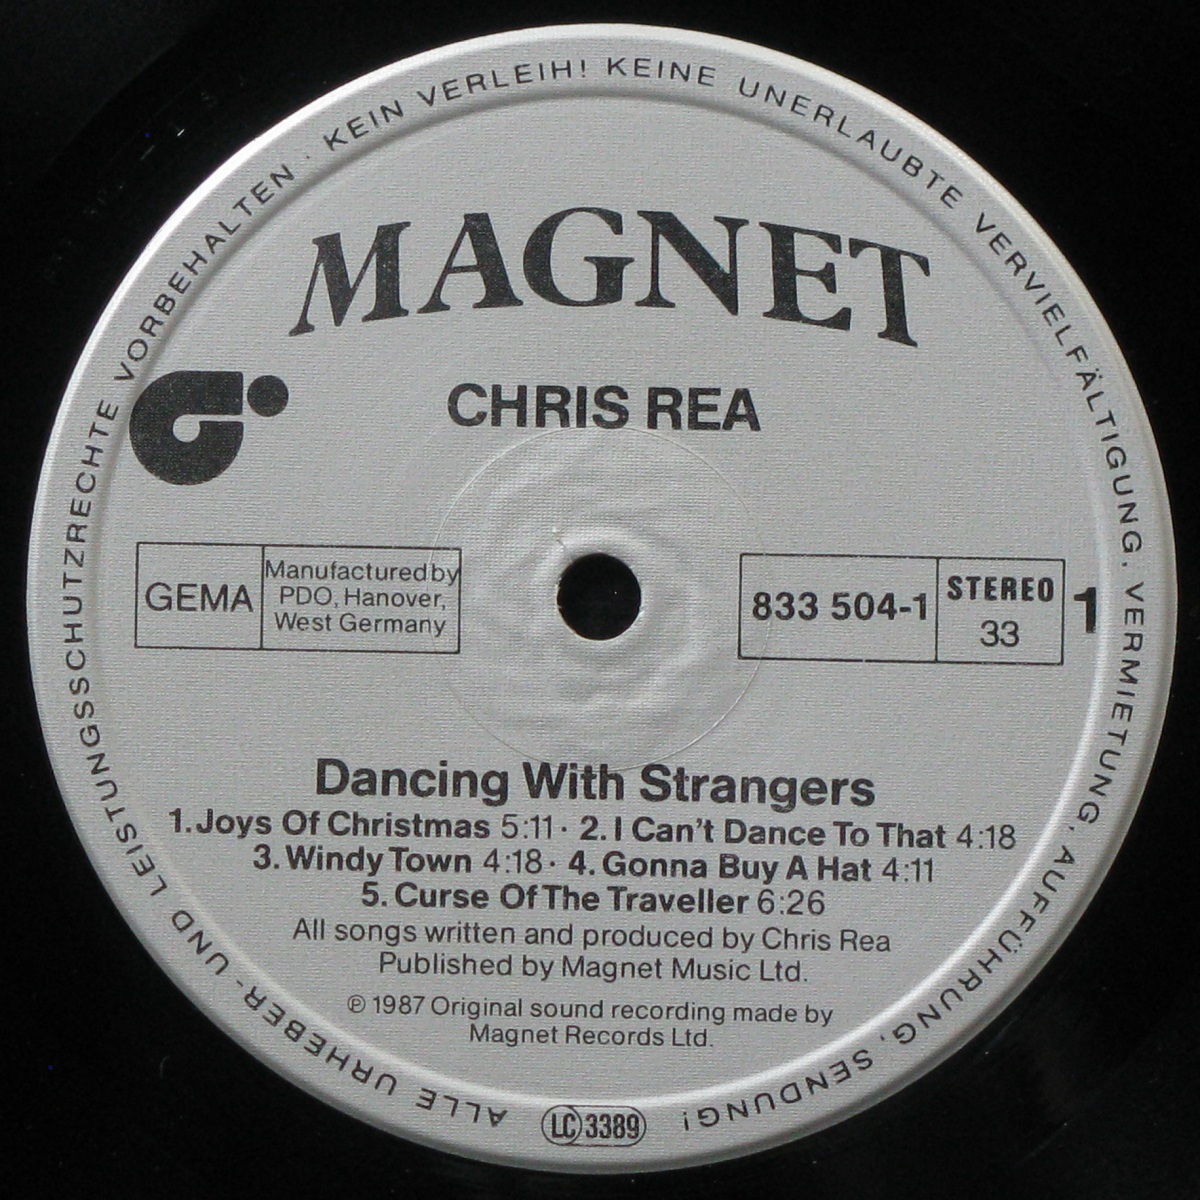 ALLE URHEBER- UND LEISTUNGSSCHUTZRECHTE VORBEHALTEN · KEIN VERLEIH! KEINE UNERLAUBTE VERVIELFÄLTIGUNG, VERMIETUNG, AUFFÜHRUNG, SENDUNG!
MAGNET
CHRIS REA
GEMA
Manufactured by
PDO, Hanover,
West Germany
833 504-1
STEREO
33
1
Dancing With Strangers
1. Joys Of Christmas 5:11 · 2. I Can't Dance To That 4:18
3. Windy Town 4:18 · 4. Gonna Buy A Hat 4:11
5. Curse Of The Traveller 6:26
All songs written and produced by Chris Rea
Published by Magnet Music Ltd.
℗ 1987 Original sound recording made by
Magnet Records Ltd.
LC 3389